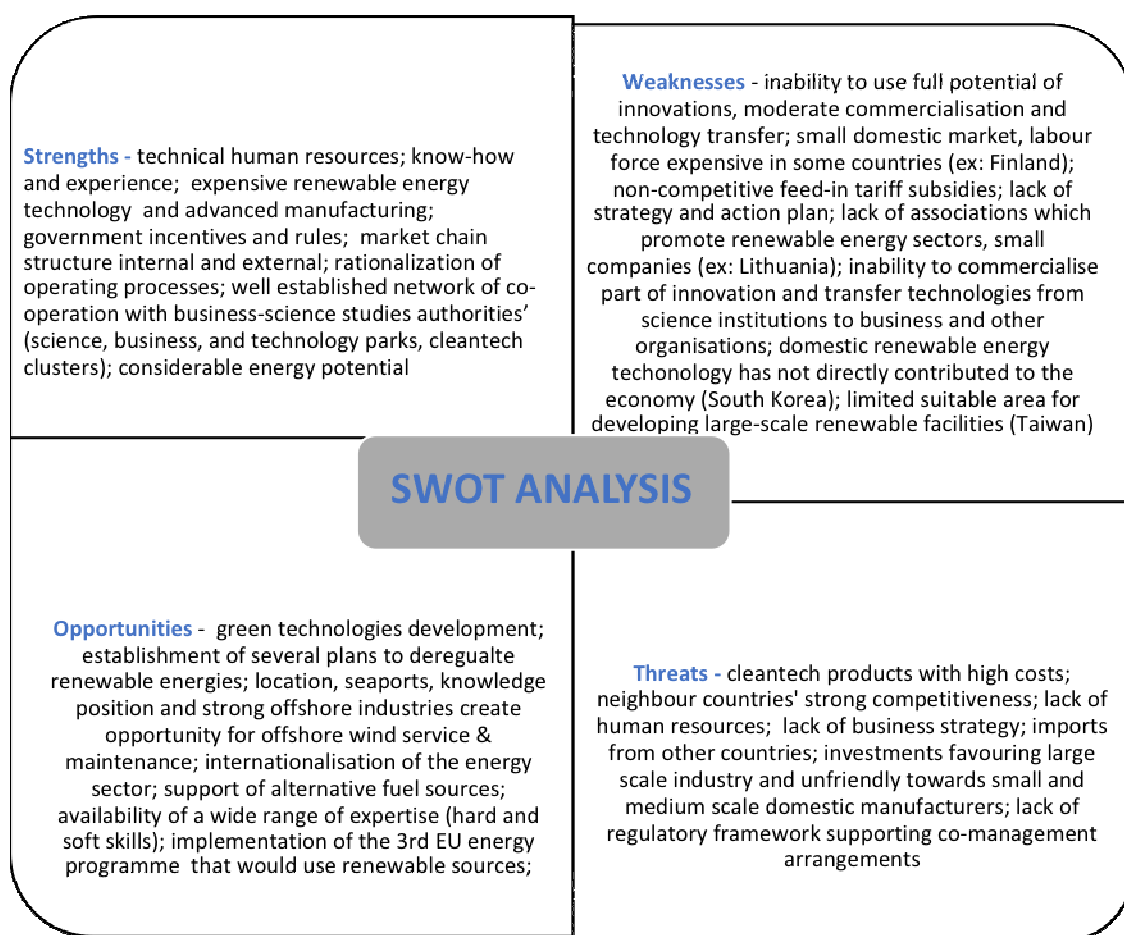 Strengths - technical human resources; know-how
and experience; expensive renewable energy
technology and advanced manufacturing;
government incentives and rules; market chain
structure internal and external; rationalization of
operating processes; well established network of co-
operation with business-science studies authorities’
(science, business, and technology parks, cleantech
clusters); considerable energy potential
Weaknesses - inability to use full potential of
innovations, moderate commercialisation and
technology transfer; small domestic market, labour
force expensive in some countries (ex: Finland);
non-competitive feed-in tariff subsidies; lack of
strategy and action plan; lack of associations which
promote renewable energy sectors, small
companies (ex: Lithuania); inability to commercialise
part of innovation and transfer technologies from
science institutions to business and other
organisations; domestic renewable energy
techonology has not directly contributed to the
economy (South Korea); limited suitable area for
developing large-scale renewable facilities (Taiwan)
SWOT ANALYSIS
Opportunities - green technologies development;
establishment of several plans to deregualte
renewable energies; location, seaports, knowledge
position and strong offshore industries create
opportunity for offshore wind service &
maintenance; internationalisation of the energy
sector; support of alternative fuel sources;
availability of a wide range of expertise (hard and
soft skills); implementation of the 3rd EU energy
programme that would use renewable sources;
Threats - cleantech products with high costs;
neighbour countries' strong competitiveness; lack of
human resources; lack of business strategy; imports
from other countries; investments favouring large
scale industry and unfriendly towards small and
medium scale domestic manufacturers; lack of
regulatory framework supporting co-management
arrangements